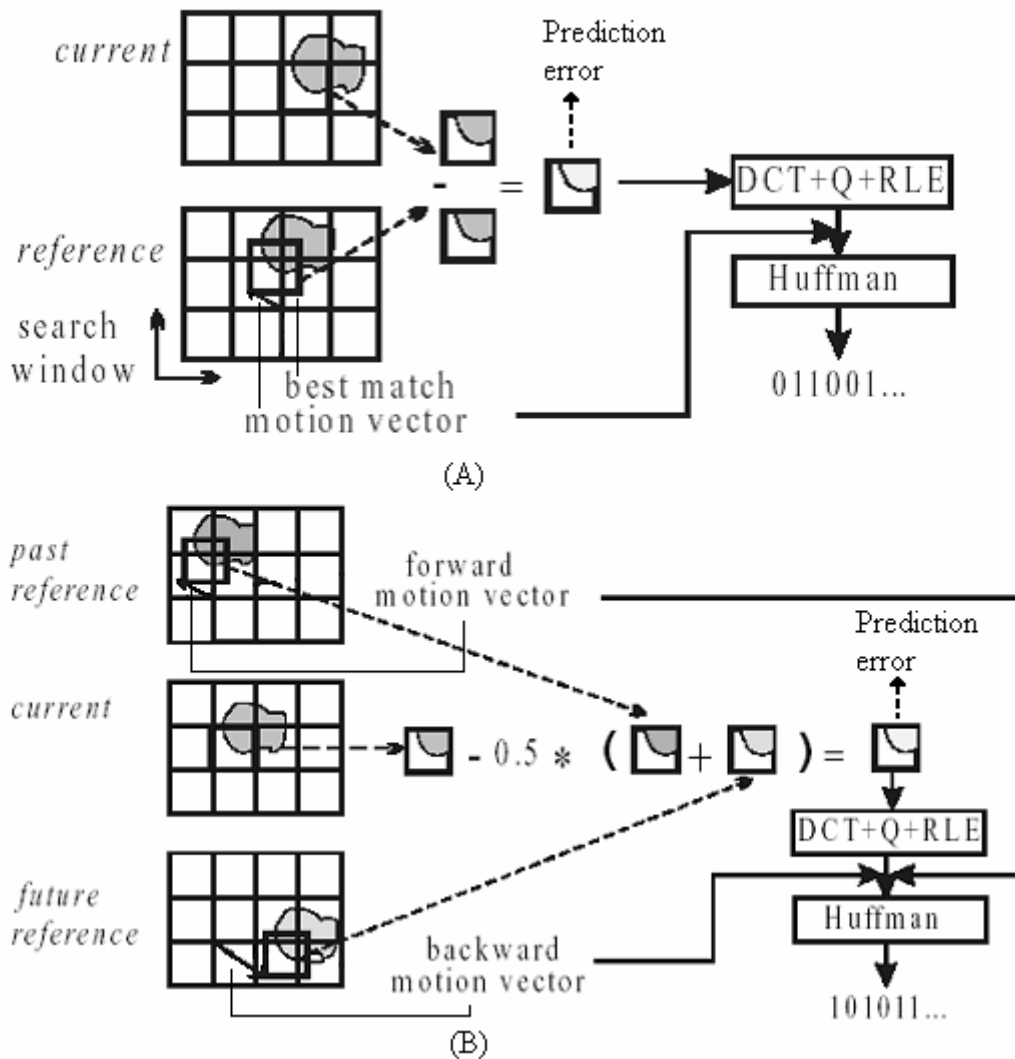 current
Prediction
error
-
=
DCT+Q+RLE
reference
Huffman
search
window
011001...
best match
motion vector
(A)
past
reference
forward
motion vector
Prediction
error
current
- 0.5 * ( + ) =
DCT+Q+RLE
future
reference
Huffman
backward
motion vector
101011...
(B)